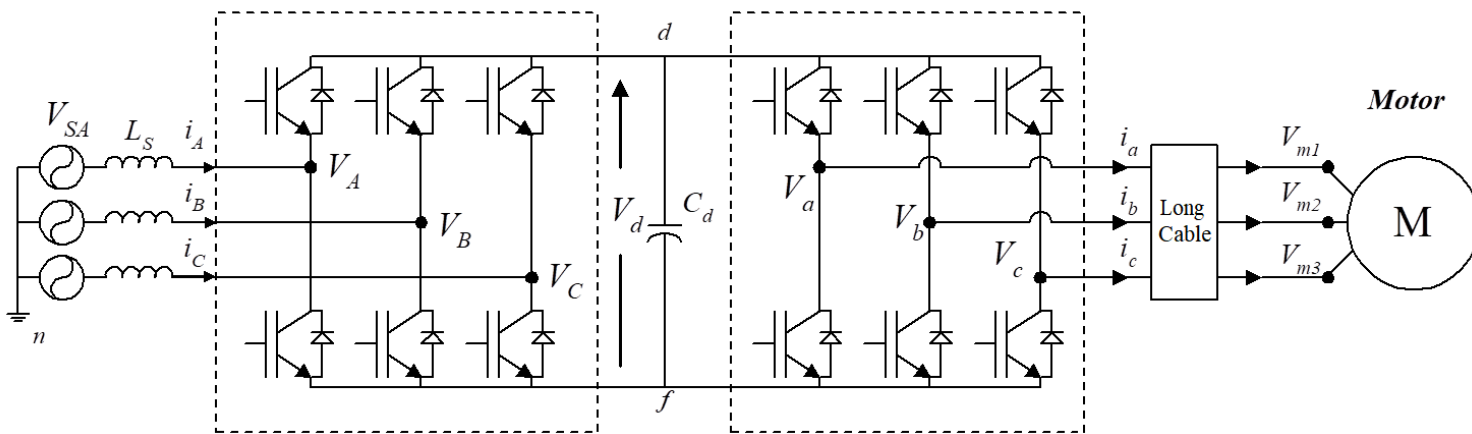 d
V_SA
L_S
i_A
V_A
i_B
V_B
i_C
V_C
n
V_d
C_d
f
V_a
V_b
V_c
i_a
i_b
i_c
Long
Cable
V_m1
V_m2
V_m3
Motor
M